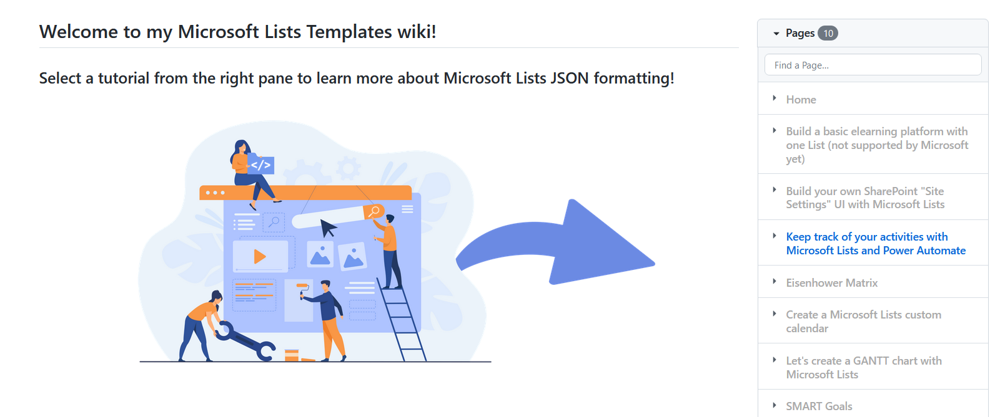 Welcome to my Microsoft Lists Templates wiki!
Select a tutorial from the right pane to learn more about Microsoft Lists JSON formatting!
</>
Pages 10
Find a Page...
Home
Build a basic elearning platform with
one List (not supported by Microsoft
yet)
Build your own SharePoint "Site
Settings" UI with Microsoft Lists
Keep track of your activities with
Microsoft Lists and Power Automate
Eisenhower Matrix
Create a Microsoft Lists custom
calendar
Let's create a GANTT chart with
Microsoft Lists
SMART Goals